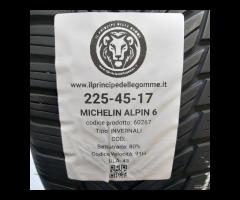 IL PRINCIPE DELLE GOMME
www.ilprincipedellegomme.it
225-45-17
MICHELIN ALPIN 6
codice prodotto: 60267
Tipo: INVERNALI
COD:
Battistrada: 80%
Codice Velocità: 91H